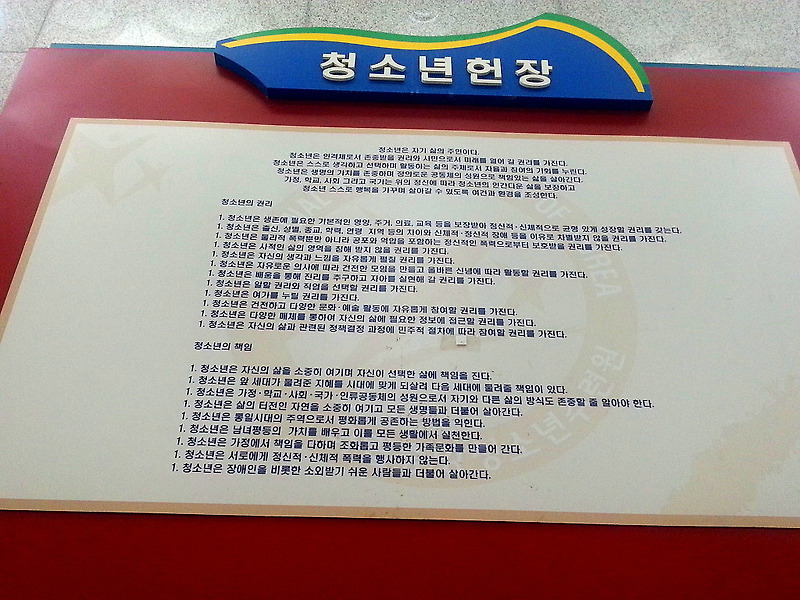 청소년헌장
청소년은 자기 삶의 주인이다.
청소년은 인격체로서 존중받을 권리와 시민으로서 미래를 열어 갈 권리를 가진다.
청소년은 스스로 생각하고 선택하며 활동하는 삶의 주체로서 자율과 참여의 기회를 누린다.
청소년은 생명의 가치를 존중하며 정의로운 공동체의 성원으로 책임있는 삶을 살아간다.
가정, 학교, 사회 그리고 국가는 위의 정신에 따라 청소년의 인간다운 삶을 보장하고
청소년 스스로 행복을 가꾸며 살아갈 수 있도록 여건과 환경을 조성한다.
청소년의 권리
1. 청소년은 생존에 필요한 기본적인 영양, 주거, 의료, 교육 등을 보장받아 정신적·신체적으로 균형 있게 성장할 권리를 갖는다.
1. 청소년은 출신, 성별, 종교, 학력, 연령, 지역 등의 차이와 신체적·정신적 장애 등을 이유로 차별받지 않을 권리를 가진다.
1. 청소년은 물리적 폭력뿐만 아니라 공포와 억압을 포함하는 정신적인 폭력으로부터 보호받을 권리를 가진다.
1. 청소년은 사적인 삶의 영역을 침해 받지 않을 권리를 가진다.
1. 청소년은 자신의 생각과 느낌을 자유롭게 펼칠 권리를 가진다.
1. 청소년은 자유로운 의사에 따라 건전한 모임을 만들고 올바른 신념에 따라 활동할 권리를 가진다.
1. 청소년은 배움을 통해 진리를 추구하고 자아를 실현해 갈 권리를 가진다.
1. 청소년은 일할 권리와 직업을 선택할 권리를 가진다.
1. 청소년은 여가를 누릴 권리를 가진다.
1. 청소년은 건전하고 다양한 문화·예술 활동에 자유롭게 참여할 권리를 가진다.
1. 청소년은 다양한 매체를 통하여 자신의 삶에 필요한 정보에 접근할 권리를 가진다.
1. 청소년은 자신의 삶과 관련된 정책결정 과정에 민주적 절차에 따라 참여할 권리를 가진다.
청소년의 책임
1. 청소년은 자신의 삶을 소중히 여기며 자신이 선택한 삶에 책임을 진다.
1. 청소년은 앞 세대가 물려준 지혜를 시대에 맞게 되살려 다음 세대에 물려줄 책임이 있다.
1. 청소년은 가정·학교·사회·국가·인류공동체의 성원으로서 자기와 다른 삶의 방식도 존중할 줄 알아야 한다.
1. 청소년은 삶의 터전인 자연을 소중히 여기고 모든 생명들과 더불어 살아간다.
1. 청소년은 통일시대의 주역으로서 평화롭게 공존하는 방법을 익힌다.
1. 청소년은 남녀평등의 가치를 배우고 이를 모든 생활에서 실천한다.
1. 청소년은 가정에서 책임을 다하며 조화롭고 평등한 가족문화를 만들어 간다.
1. 청소년은 서로에게 정신적·신체적 폭력을 행사하지 않는다.
1. 청소년은 장애인을 비롯한 소외받기 쉬운 사람들과 더불어 살아간다.